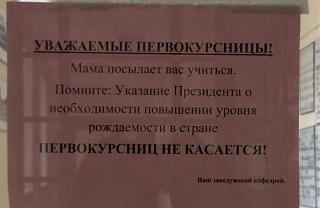 УВАЖАЕМЫЕ ПЕРВОКУРСНИЦЫ!
Мама посылает вас учиться.
Помните: Указание Президента о
необходимости повышении уровня
рождаемости в стране
ПЕРВОКУРСНИЦ НЕ КАСАЕТСЯ!
Ваш заведующий кафедрой.